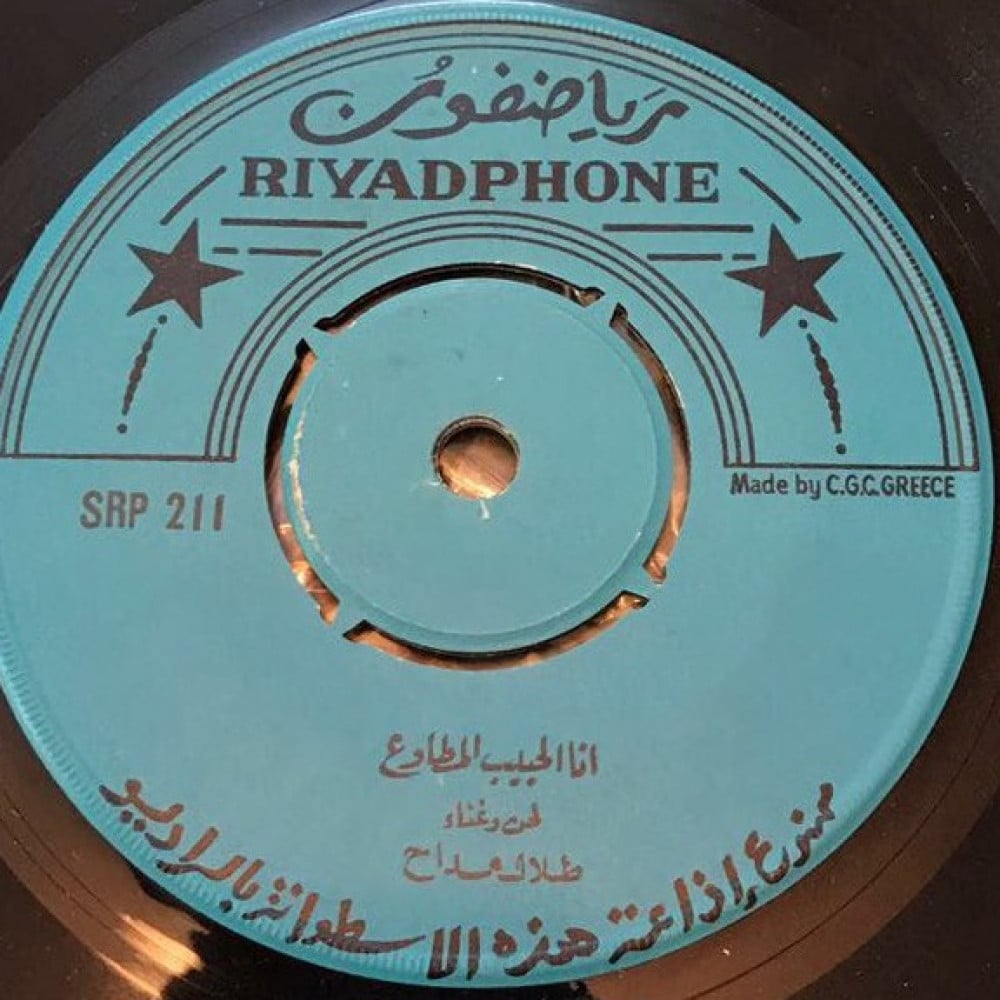 رياضفون
RIYADPHONE
SRP 211
Made by C.G.C. GREECE
انا الحبيب المطاوع
لحن وغناء
طلال مداح
ممنوع إذاعة هذه الاسطوانة بالراديو